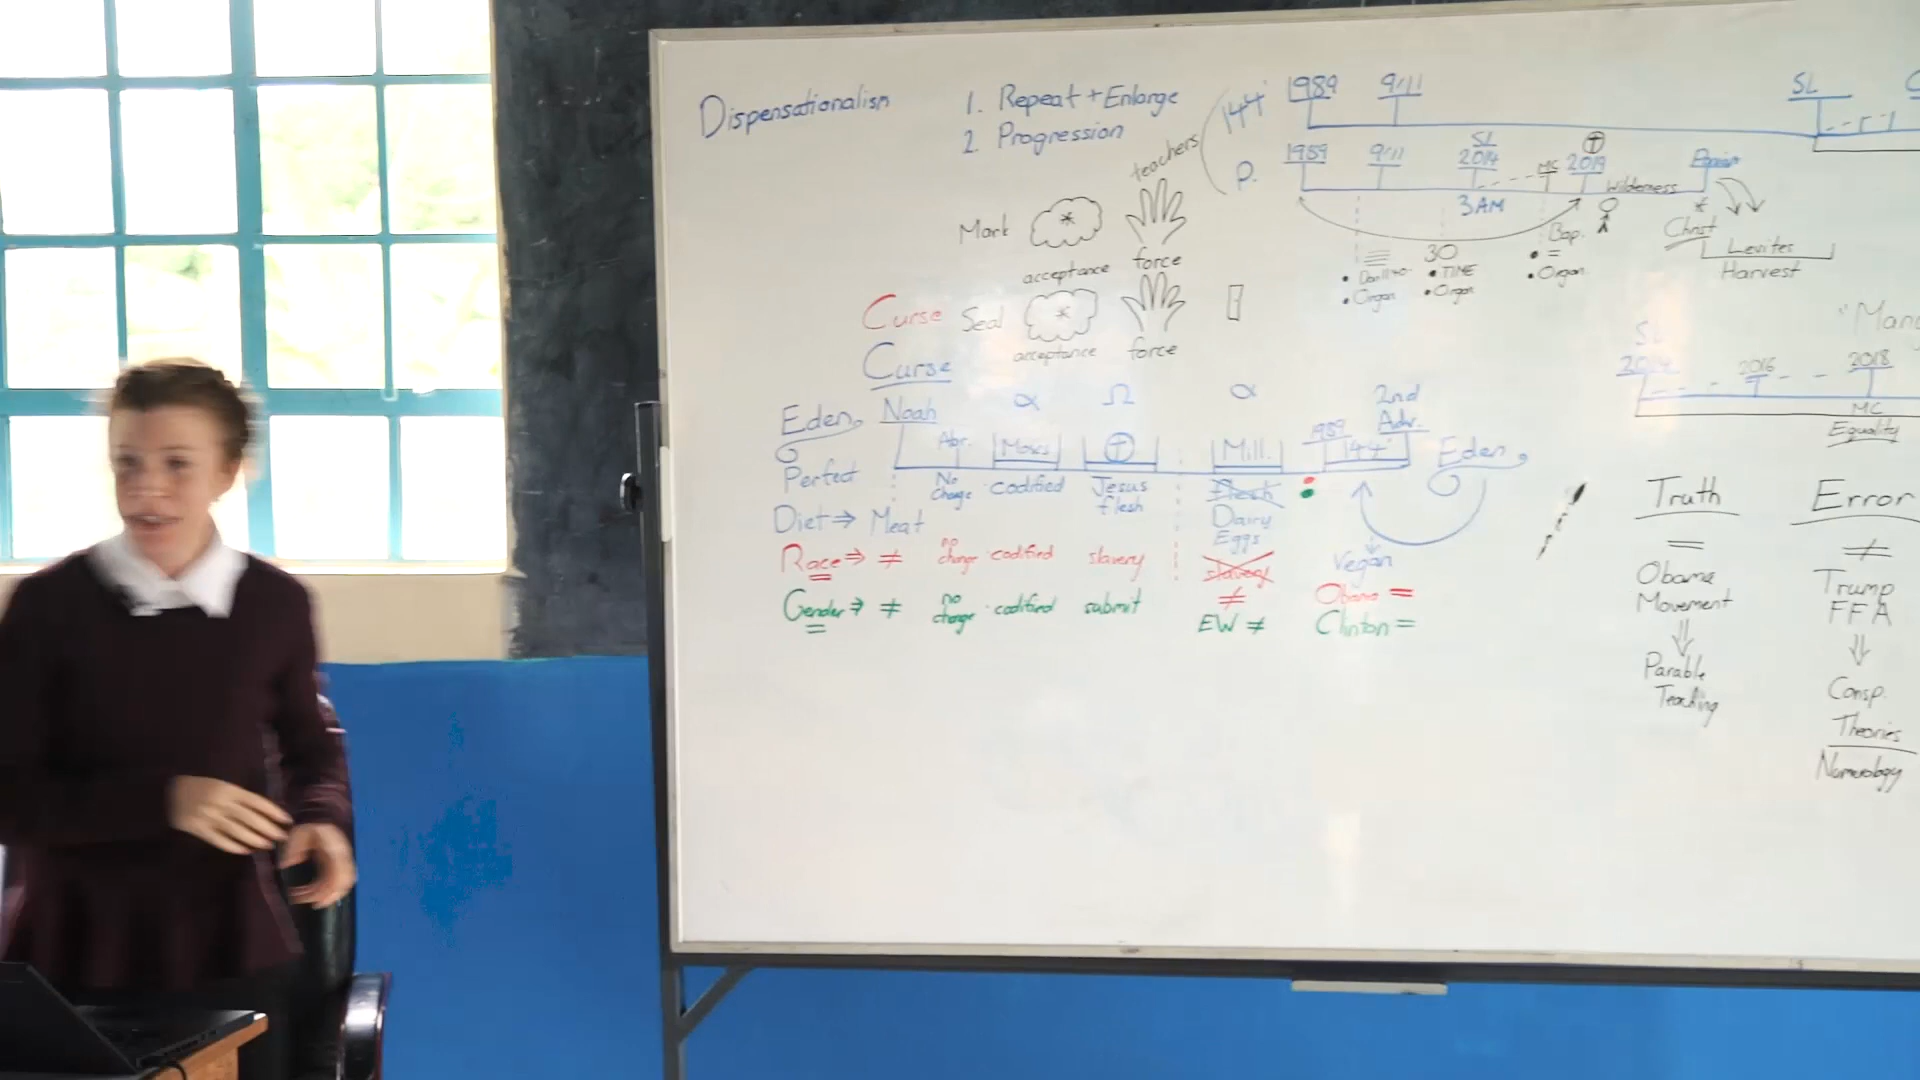 Dispensationalism
1. Repeat + Enlarge
2. Progression
teachers
144
1989 9/11 SL
P.
1989 9/11 SL 2014 MC 2019
Wilderness
3AM
Christ
Levites
Harvest
Mark
acceptance force
Curse Seal
acceptance force
Curse
30
• TIME
• Organ
• Organ
Bap.
• =
• Organ
SL
2014 2016 2018
MC
Equality
Eden Noah α Ω α 2nd Adv.
Abr. Moses Mill. 1989 144 Eden
Perfect No change codified Jesus flesh Flesh
Diet ⇒ Meat Dairy Eggs Vegan
Race ⇒ ≠ no change codified slavery slavery ≠ Obama =
Gender ⇒ ≠ no change codified submit EW ≠ Clinton =
Truth
=
Obama
Movement
⇓
Parable
Teaching
Error
≠
Trump
FFA
⇓
Consp.
Theories
Numerology